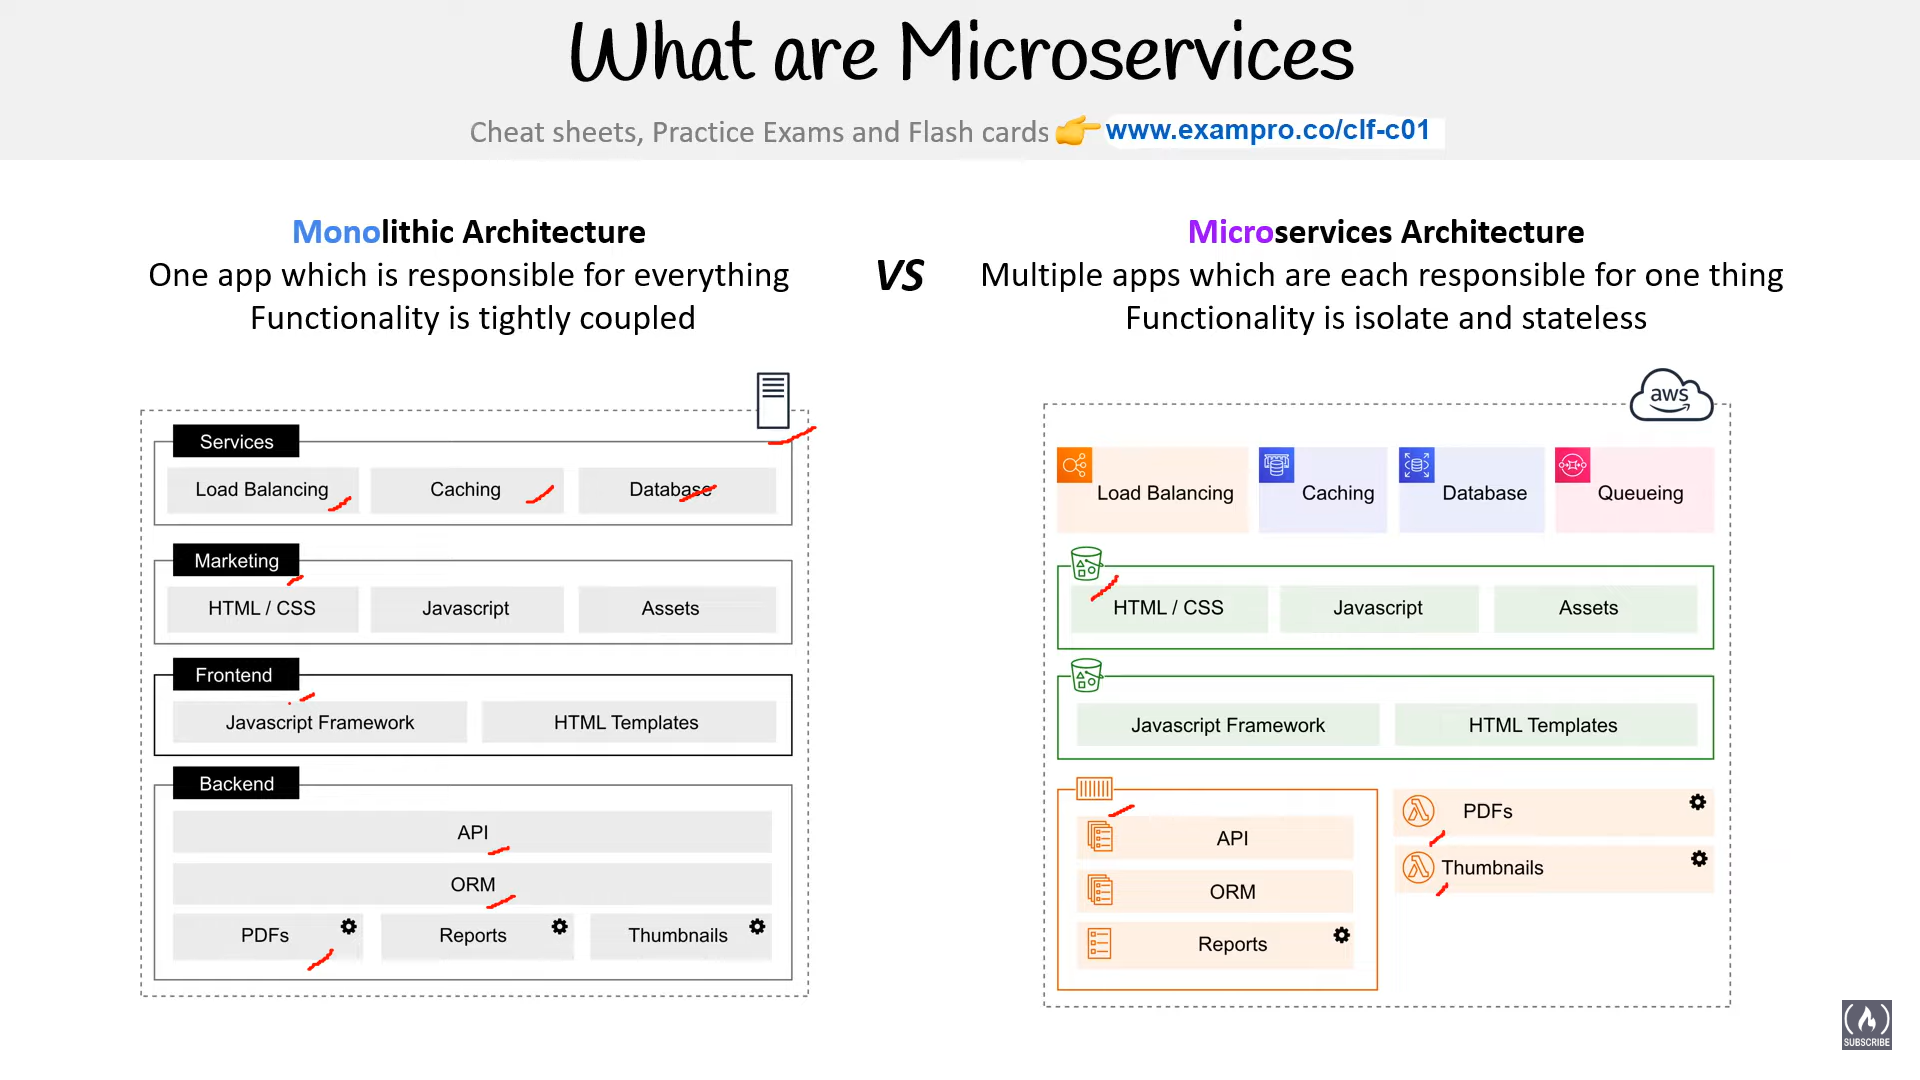 What are Microservices
Cheat sheets, Practice Exams and Flash cards 👉 www.exampro.co/clf-c01
Monolithic Architecture
One app which is responsible for everything
Functionality is tightly coupled
VS
Microservices Architecture
Multiple apps which are each responsible for one thing
Functionality is isolate and stateless
Services
Load Balancing
Caching
Database
Marketing
HTML / CSS
Javascript
Assets
Frontend
Javascript Framework
HTML Templates
Backend
API
ORM
PDFs
Reports
Thumbnails
aws
Load Balancing
Caching
Database
Queueing
HTML / CSS
Javascript
Assets
Javascript Framework
HTML Templates
API
ORM
Reports
PDFs
Thumbnails
SUBSCRIBE